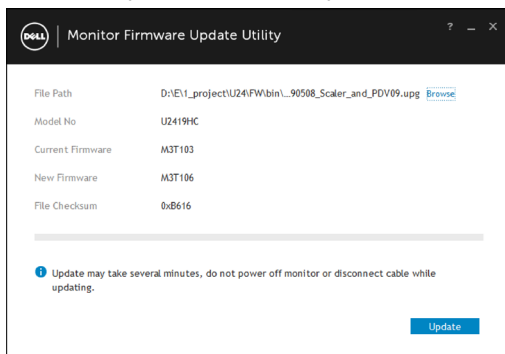 DELL
Monitor Firmware Update Utility
? _ X
File Path D:\E\1_project\U24\FW\bin\...90508_Scaler_and_PDV09.upg Browse
Model No U2419HC
Current Firmware M3T103
New Firmware M3T106
File Checksum 0xB616
Update may take several minutes, do not power off monitor or disconnect cable while
updating.
Update